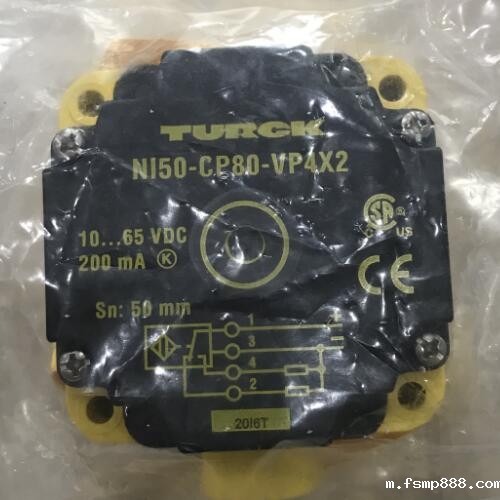 TURCK
NI50-CP80-VP4X2
10...65 VDC
200 mA Ⓚ
Sn: 50 mm
SA
US
CE
1
3
4
2
20I6T
m.fsmp888.com